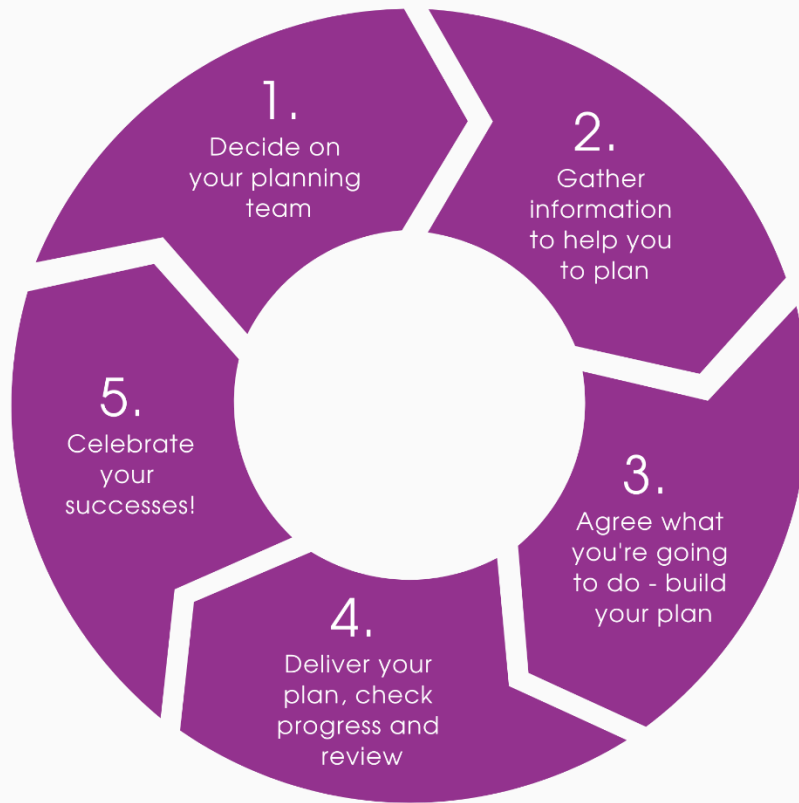 1.
Decide on
your planning
team
2.
Gather
information
to help you
to plan
3.
Agree what
you're going
to do - build
your plan
4.
Deliver your
plan, check
progress and
review
5.
Celebrate
your
successes!